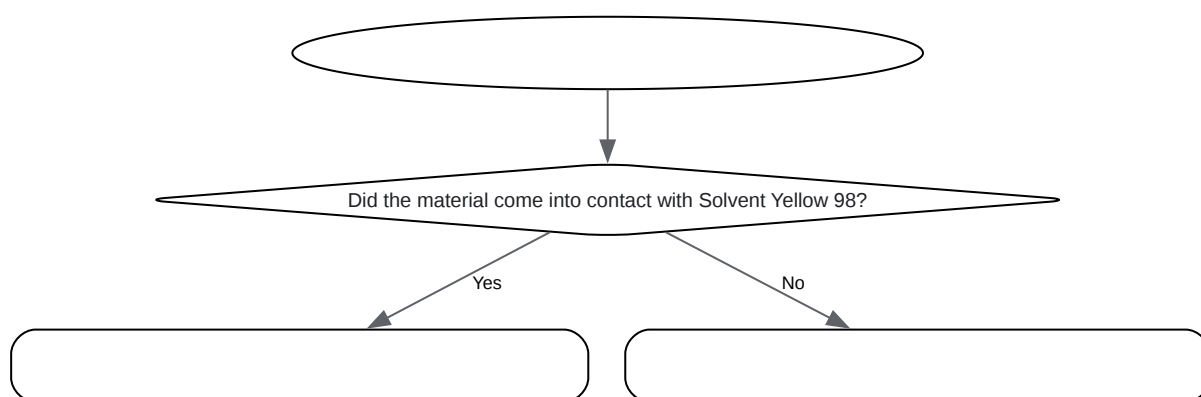 Did the material come into contact with Solvent Yellow 98?
Yes
No